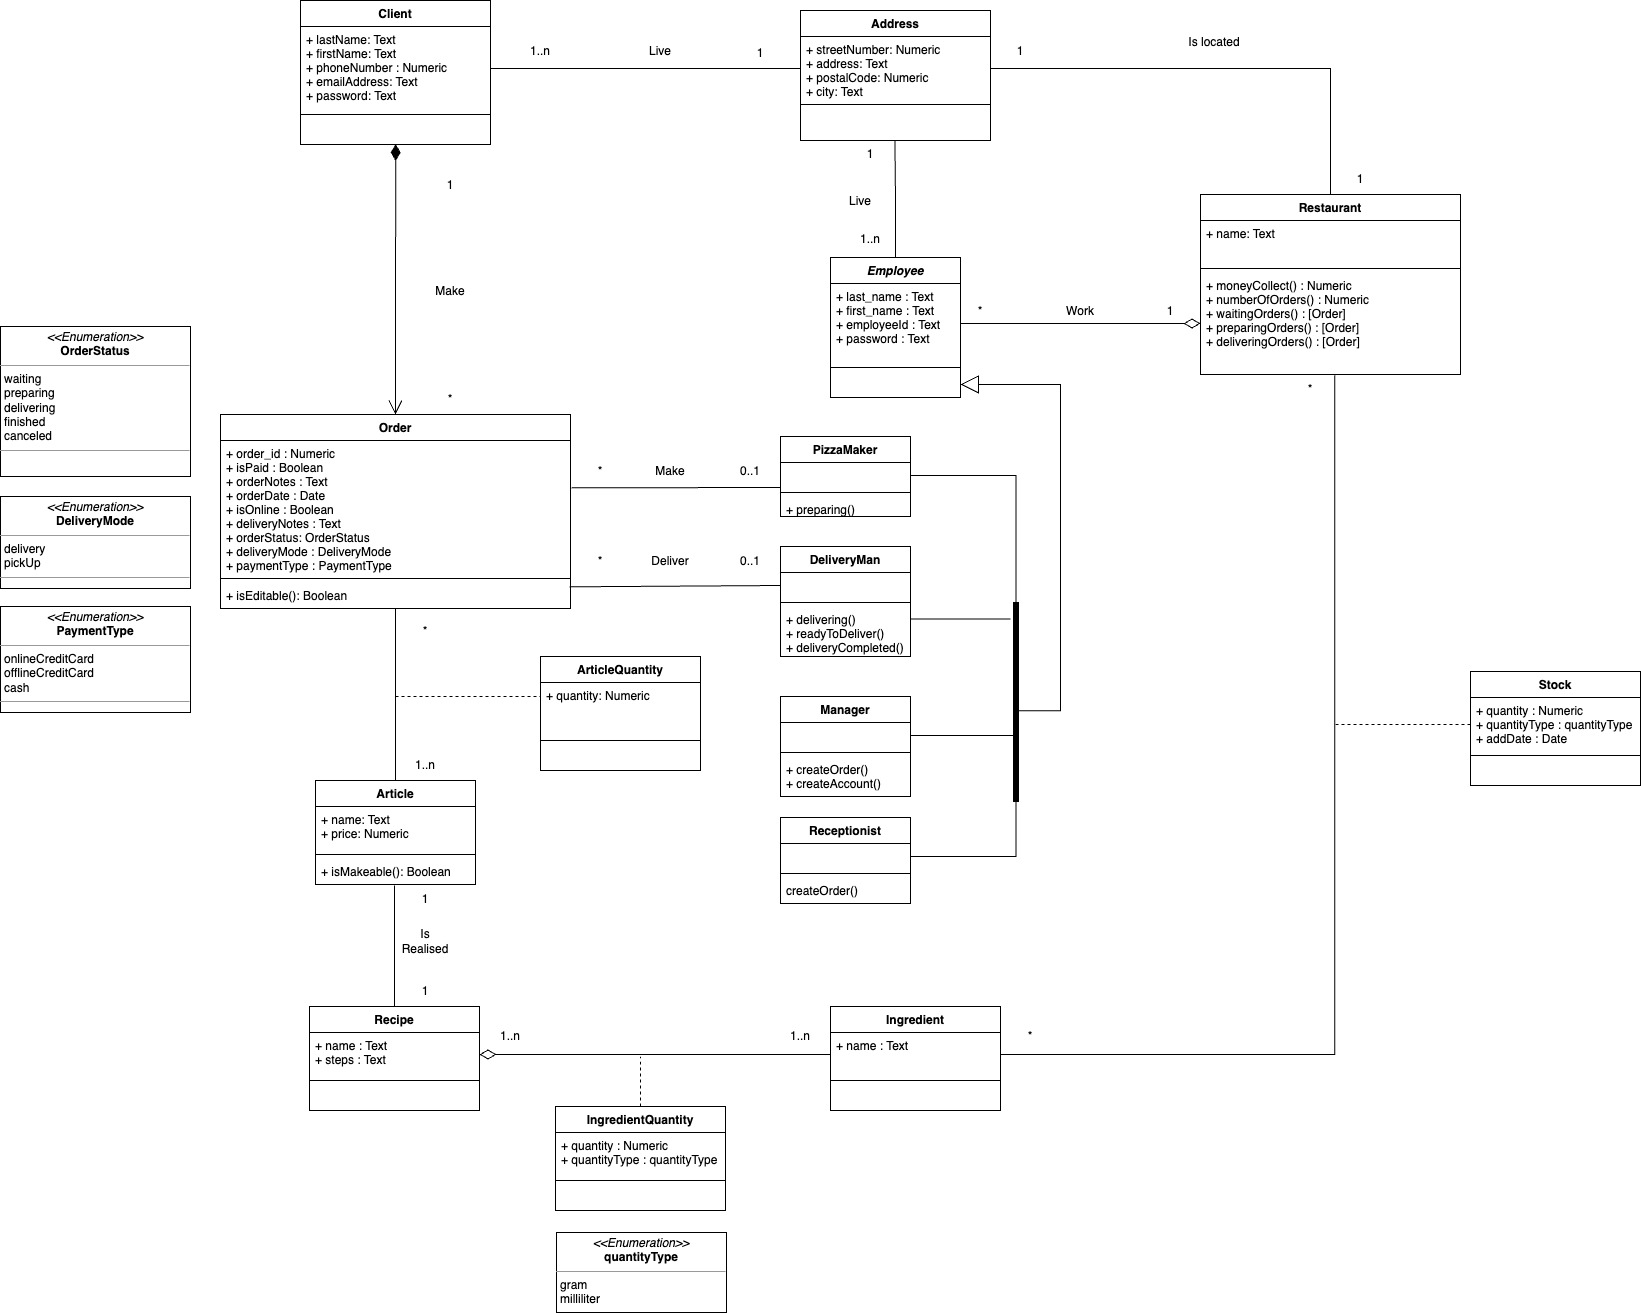 Client
+ lastName: Text
+ firstName: Text
+ phoneNumber : Numeric
+ emailAddress: Text
+ password: Text
1..n
Live
1
Address
+ streetNumber: Numeric
+ address: Text
+ postalCode: Numeric
+ city: Text
1
Is located
1
1
Live
1..n
1
Make
*
Restaurant
+ name: Text
+ moneyCollect() : Numeric
+ numberOfOrders() : Numeric
+ waitingOrders() : [Order]
+ preparingOrders() : [Order]
+ deliveringOrders() : [Order]
Employee
+ last_name : Text
+ first_name : Text
+ employeeId : Text
+ password : Text
*
Work
1
*
<<Enumeration>>
OrderStatus
waiting
preparing
delivering
finished
canceled
<<Enumeration>>
DeliveryMode
delivery
pickUp
<<Enumeration>>
PaymentType
onlineCreditCard
offlineCreditCard
cash
Order
+ order_id : Numeric
+ isPaid : Boolean
+ orderNotes : Text
+ orderDate : Date
+ isOnline : Boolean
+ deliveryNotes : Text
+ orderStatus: OrderStatus
+ deliveryMode : DeliveryMode
+ paymentType : PaymentType
+ isEditable(): Boolean
*
Make
0..1
*
Deliver
0..1
PizzaMaker
+ preparing()
DeliveryMan
+ delivering()
+ readyToDeliver()
+ deliveryCompleted()
Manager
+ createOrder()
+ createAccount()
Receptionist
createOrder()
*
ArticleQuantity
+ quantity: Numeric
1..n
Stock
+ quantity : Numeric
+ quantityType : quantityType
+ addDate : Date
Article
+ name: Text
+ price: Numeric
+ isMakeable(): Boolean
1
Is
Realised
1
Recipe
+ name : Text
+ steps : Text
1..n
1..n
Ingredient
+ name : Text
*
IngredientQuantity
+ quantity : Numeric
+ quantityType : quantityType
<<Enumeration>>
quantityType
gram
milliliter